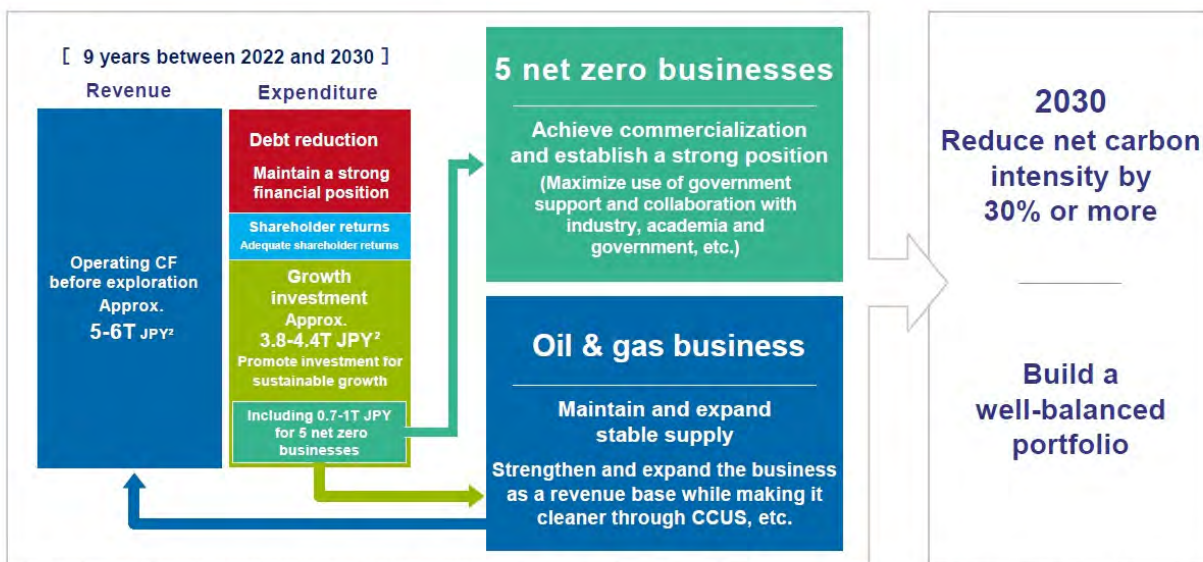 [ 9 years between 2022 and 2030 ]
Revenue
Expenditure
Operating CF
before exploration
Approx.
5-6T JPY²
Debt reduction
Maintain a strong
financial position
Shareholder returns
Adequate shareholder returns
Growth
investment
Approx.
3.8-4.4T JPY²
Promote investment for
sustainable growth
Including 0.7-1T JPY
for 5 net zero
businesses
5 net zero businesses
Achieve commercialization
and establish a strong position
(Maximize use of government
support and collaboration with
industry, academia and
government, etc.)
Oil & gas business
Maintain and expand
stable supply
Strengthen and expand the business
as a revenue base while making it
cleaner through CCUS, etc.
2030
Reduce net carbon
intensity by
30% or more
Build a
well-balanced
portfolio